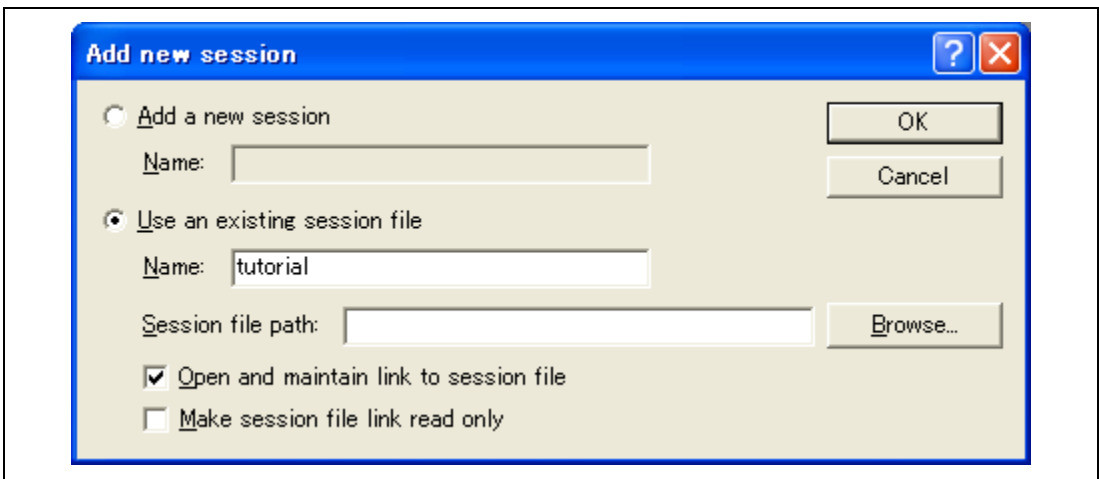 Add new session
Add a new session
OK
Name:
Cancel
Use an existing session file
Name: tutorial
Session file path:
Browse...
Open and maintain link to session file
Make session file link read only